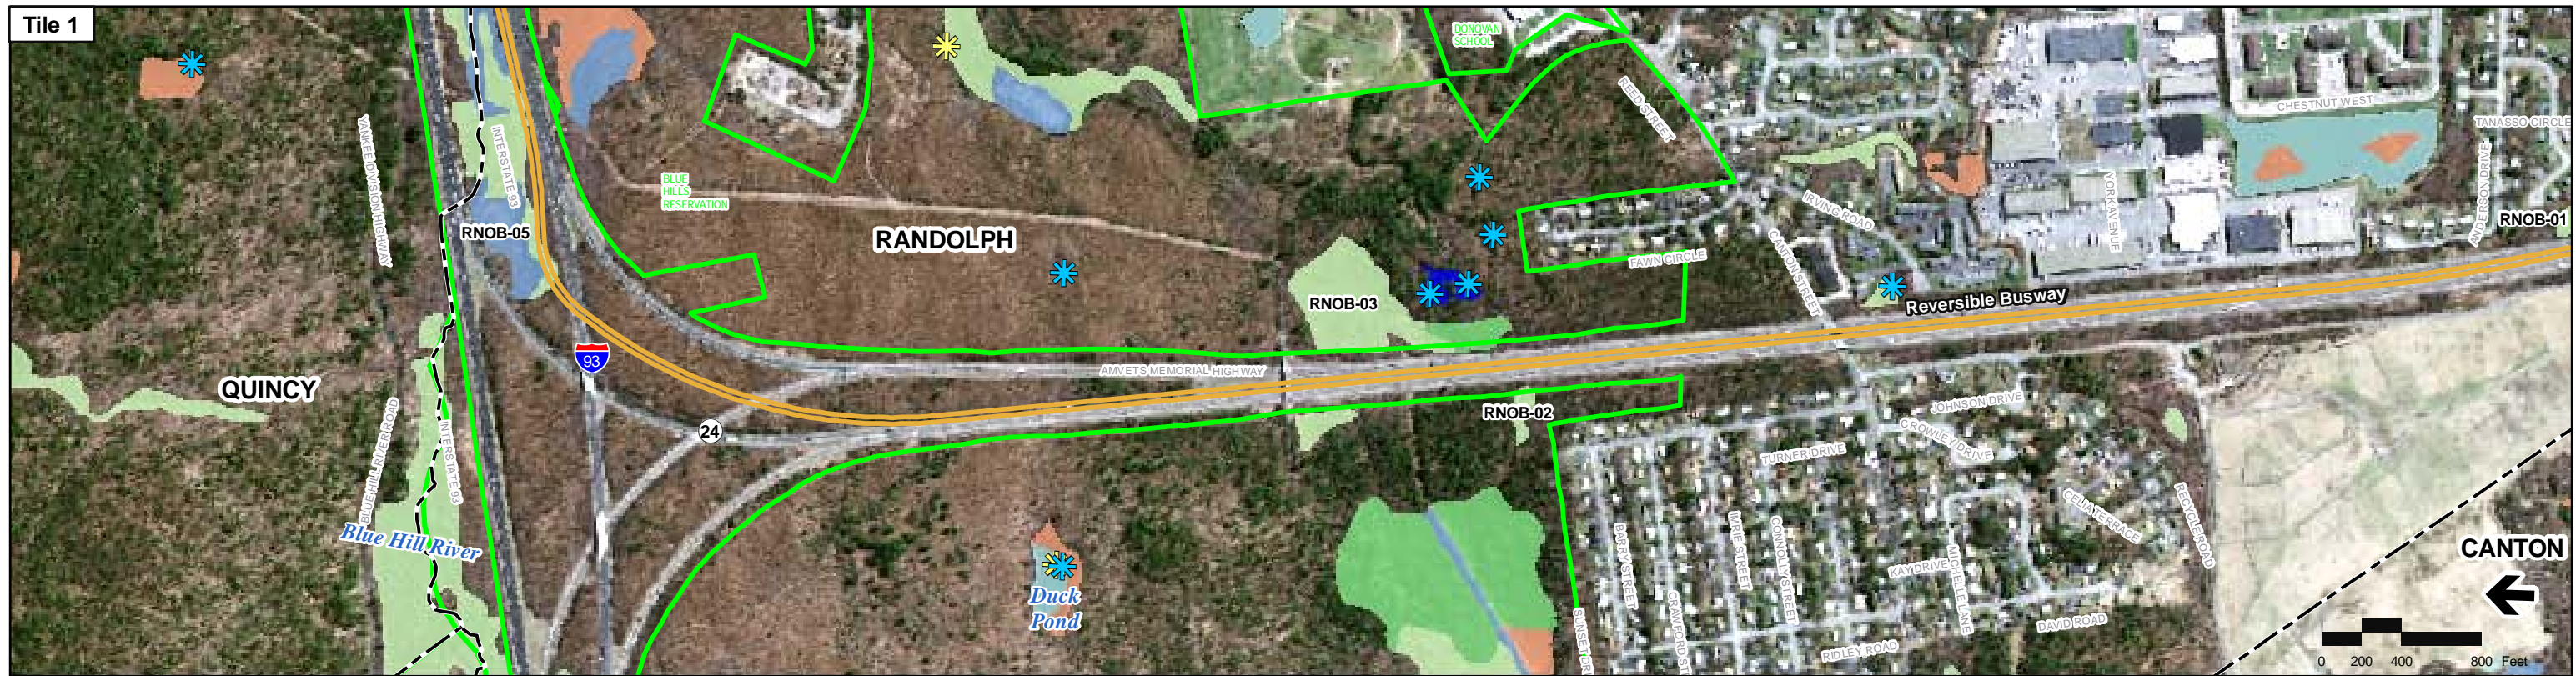 Tile 1
DONOVAN
SCHOOL
REED STREET
CHESTNUT WEST
TANASSO CIRCLE
YANKEE DIVISION HIGHWAY
INTERSTATE 93
BLUE
HILLS
RESERVATION
YORK AVENUE
ANDERSON DRIVE
IRVING ROAD
RNOB-01
RNOB-05
RANDOLPH
CANTON STREET
FAWN CIRCLE
RNOB-03
Reversible Busway
93
AMVETS MEMORIAL HIGHWAY
QUINCY
24
RNOB-02
JOHNSON DRIVE
CROWLEY DRIVE
BLUE HILL RIVER ROAD
INTERSTATE 93
TURNER DRIVE
CELIA TERRACE
RECYCLE ROAD
Blue Hill River
BARRY STREET
MRIE STREET
CONNOLLY STREET
MICHELLE LANE
KAY DRIVE
CANTON
Duck
Pond
CRAWFORD ST
SUNSET DR
DAVID ROAD
RIDLEY ROAD
0 200 400 800 Feet